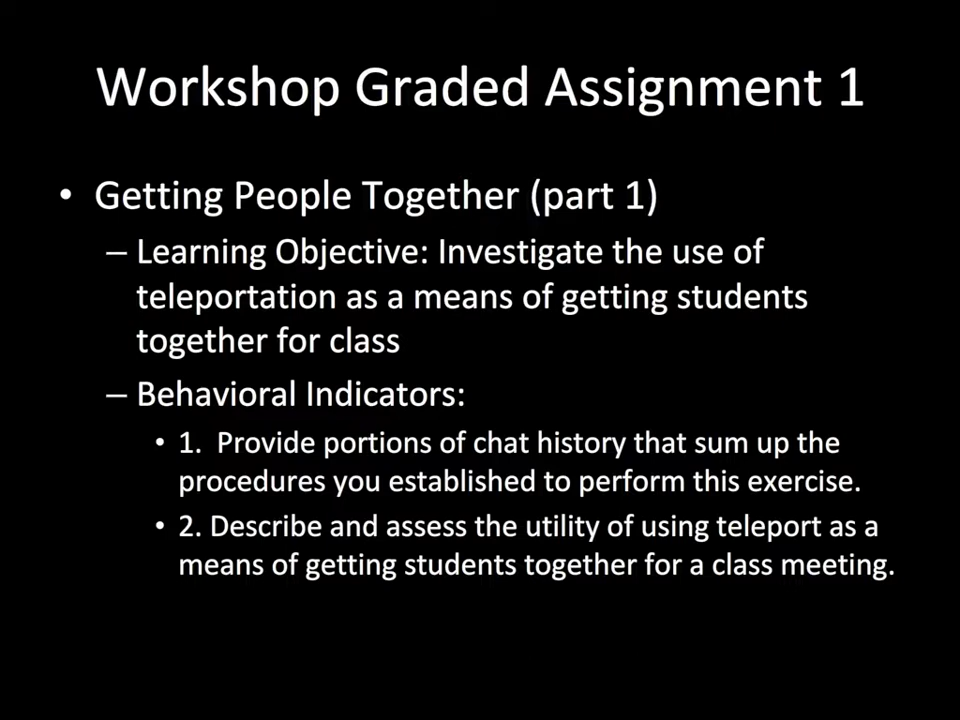 Workshop Graded Assignment 1
• Getting People Together (part 1)
– Learning Objective: Investigate the use of
teleportation as a means of getting students
together for class
– Behavioral Indicators:
• 1.  Provide portions of chat history that sum up the
procedures you established to perform this exercise.
• 2. Describe and assess the utility of using teleport as a
means of getting students together for a class meeting.